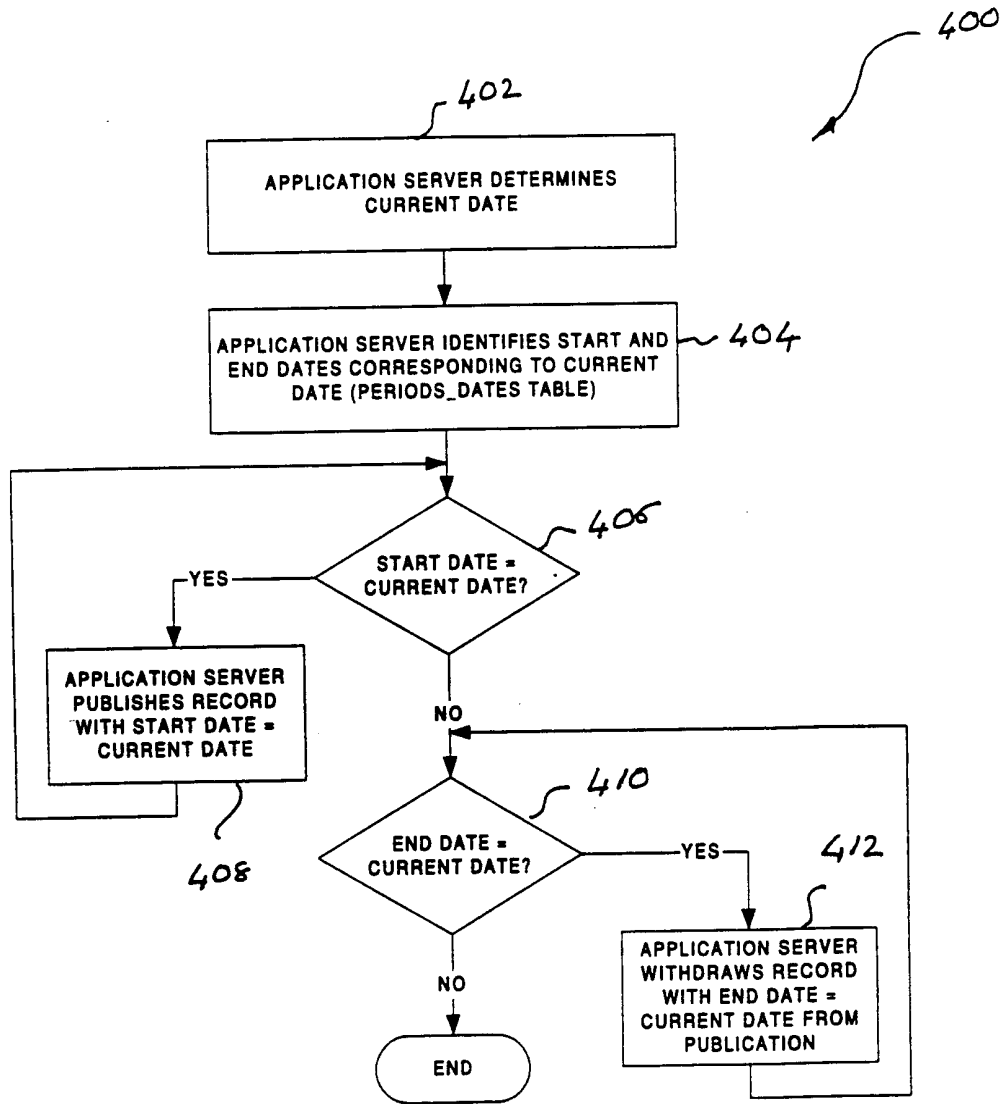 400
402
APPLICATION SERVER DETERMINES
CURRENT DATE
APPLICATION SERVER IDENTIFIES START AND
END DATES CORRESPONDING TO CURRENT
DATE (PERIODS_DATES TABLE)
404
406
START DATE =
CURRENT DATE?
YES
APPLICATION SERVER
PUBLISHES RECORD
WITH START DATE =
CURRENT DATE
408
NO
410
END DATE =
CURRENT DATE?
YES
412
APPLICATION SERVER
WITHDRAWS RECORD
WITH END DATE =
CURRENT DATE FROM
PUBLICATION
NO
END